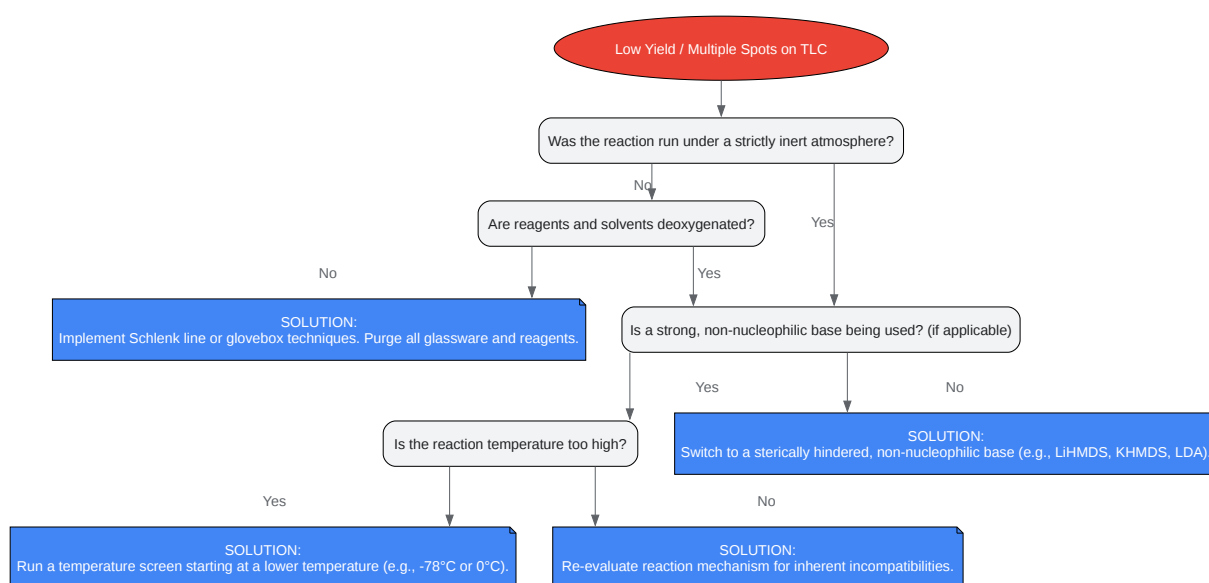 Low Yield / Multiple Spots on TLC
Was the reaction run under a strictly inert atmosphere?
No
Are reagents and solvents deoxygenated?
Yes
No
Yes
SOLUTION:
Implement Schlenk line or glovebox techniques. Purge all glassware and reagents.
Is a strong, non-nucleophilic base being used? (if applicable)
Yes
No
SOLUTION:
Switch to a sterically hindered, non-nucleophilic base (e.g., LiHMDS, KHMDS, LDA).
Is the reaction temperature too high?
Yes
No
SOLUTION:
Run a temperature screen starting at a lower temperature (e.g., -78°C or 0°C).
SOLUTION:
Re-evaluate reaction mechanism for inherent incompatibilities.